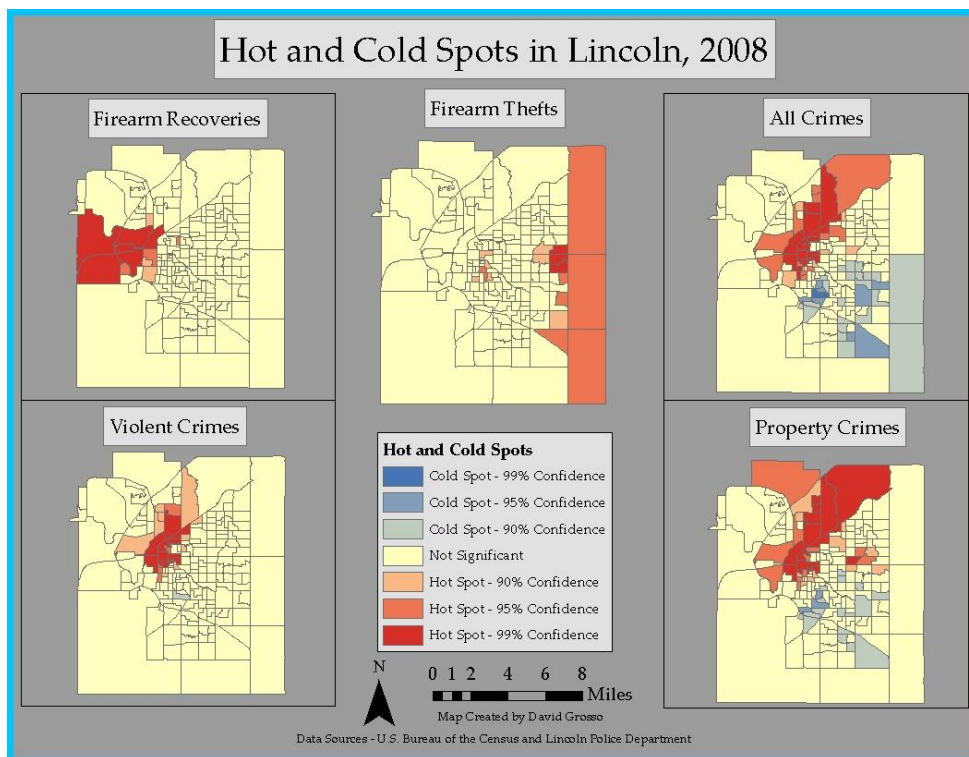 Hot and Cold Spots in Lincoln, 2008
Firearm Recoveries
Firearm Thefts
All Crimes
Violent Crimes
Property Crimes
Hot and Cold Spots
Cold Spot - 99% Confidence
Cold Spot - 95% Confidence
Cold Spot - 90% Confidence
Not Significant
Hot Spot - 90% Confidence
Hot Spot - 95% Confidence
Hot Spot - 99% Confidence
N
0 1 2 4 6 8
Miles
Map Created by David Grosso
Data Sources - U.S. Bureau of the Census and Lincoln Police Department